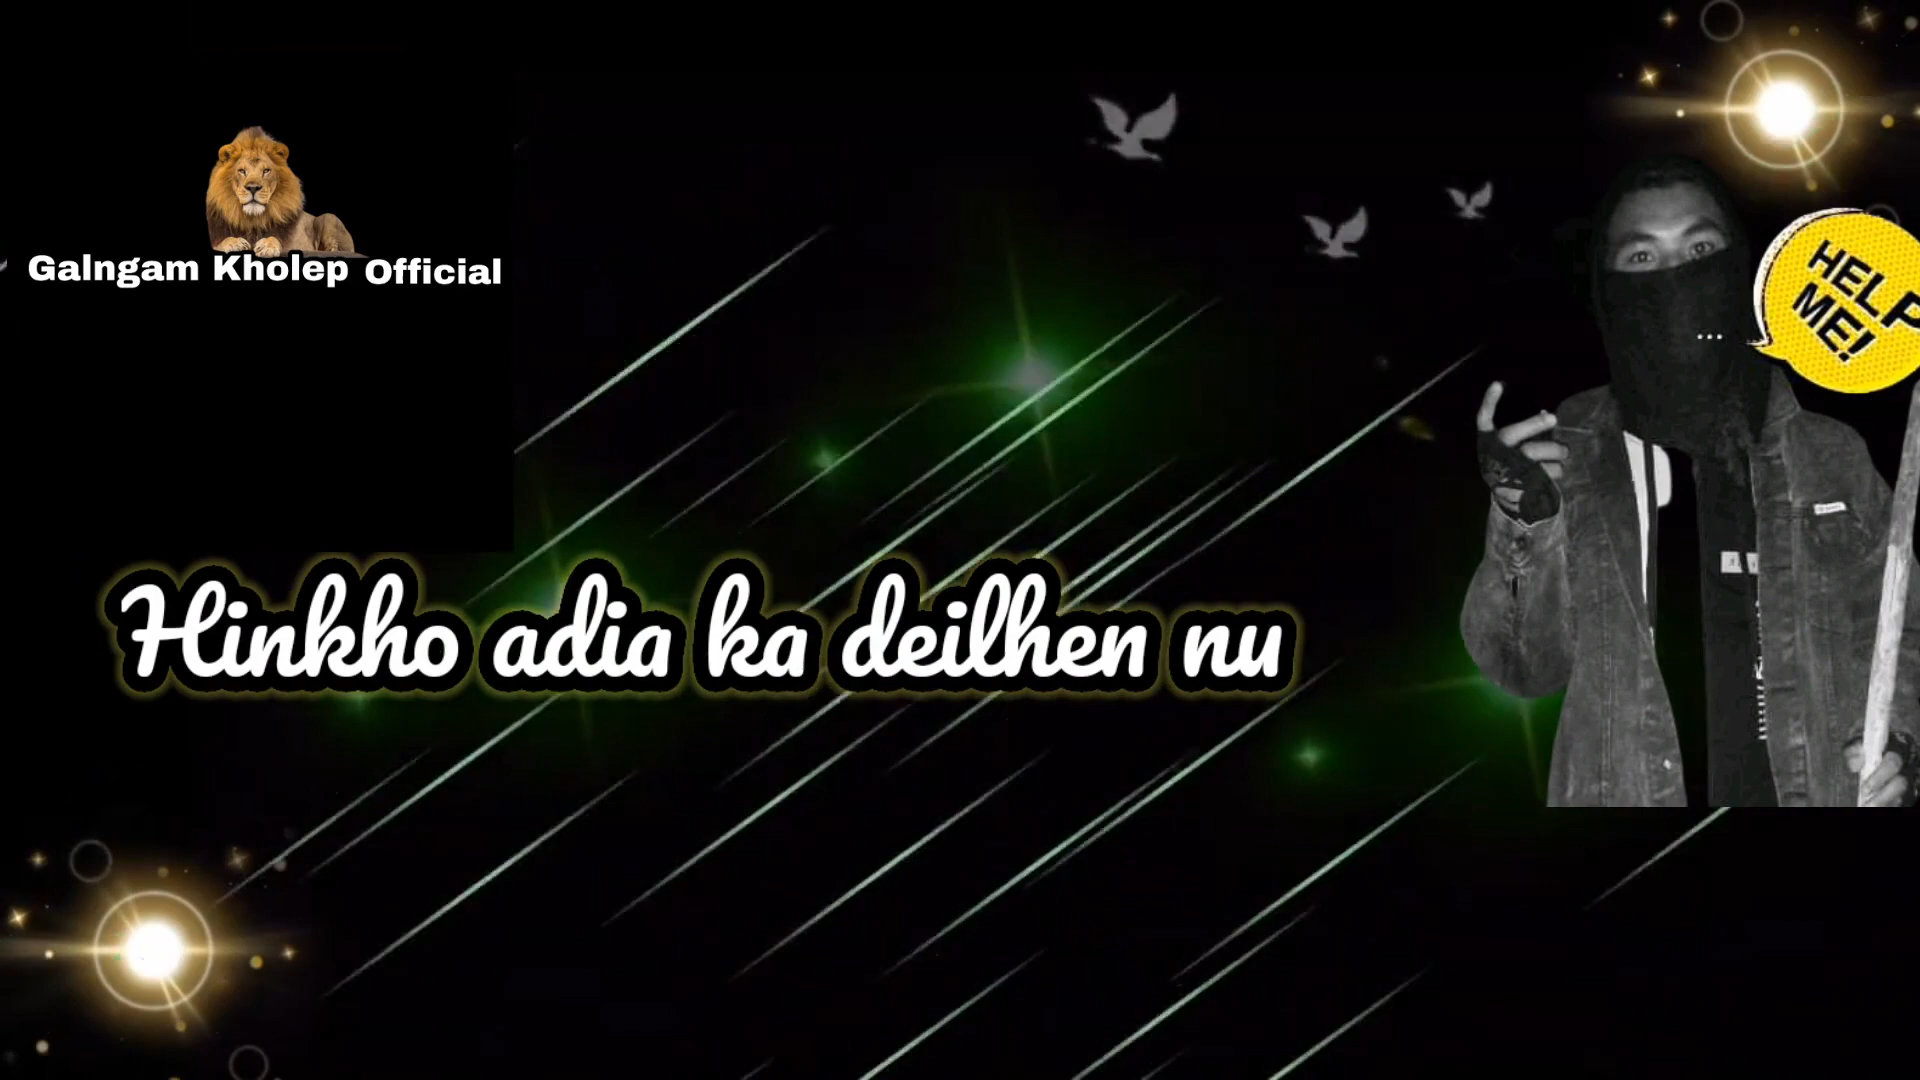 Galngam Kholep Official
HELP
ME!
...
Hinkho adia ka deilhen nu